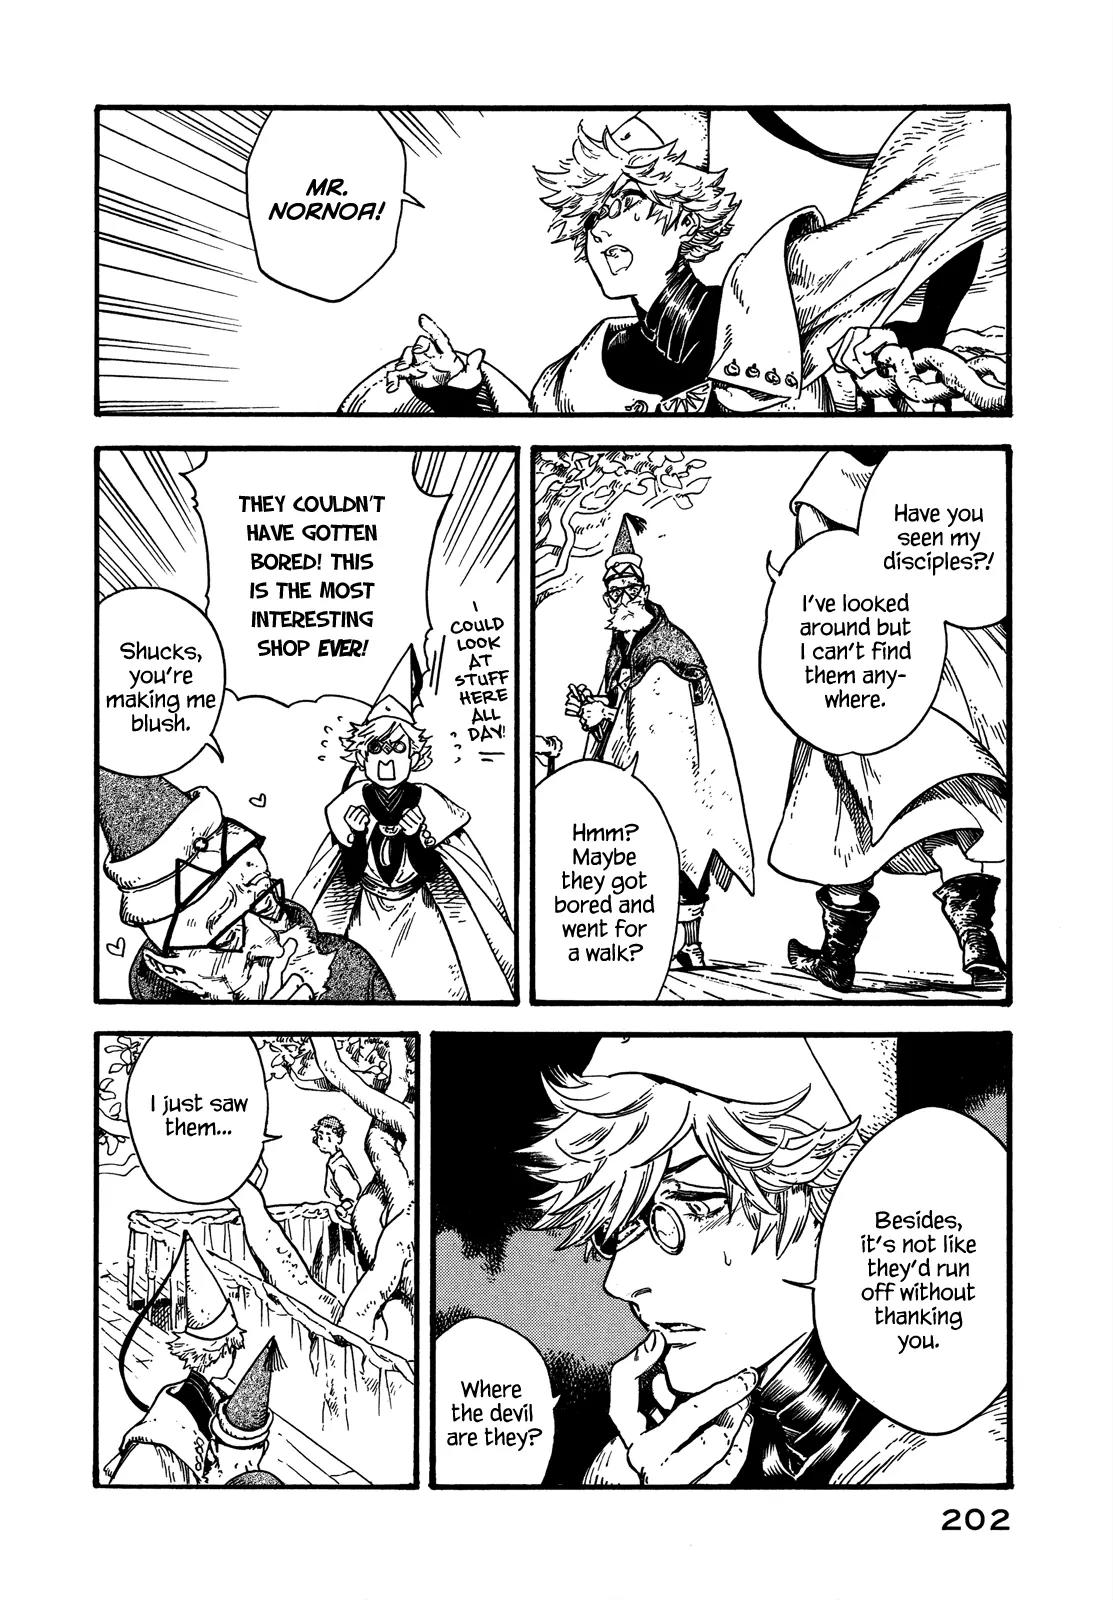 MR.
NORNOA!
Have you
seen my
disciples?!
I've looked
around but
I can't find
them any-
where.
Hmm?
Maybe
they got
bored and
went for
a walk?
THEY COULDN'T
HAVE GOTTEN
BORED! THIS
IS THE MOST
INTERESTING
SHOP EVER!
I
COULD
LOOK
AT
STUFF
HERE
ALL
DAY!
Shucks,
you're
making me
blush.
Besides,
it's not like
they'd run
off without
thanking
you.
Where
the devil
are they?
I just saw
them...
202